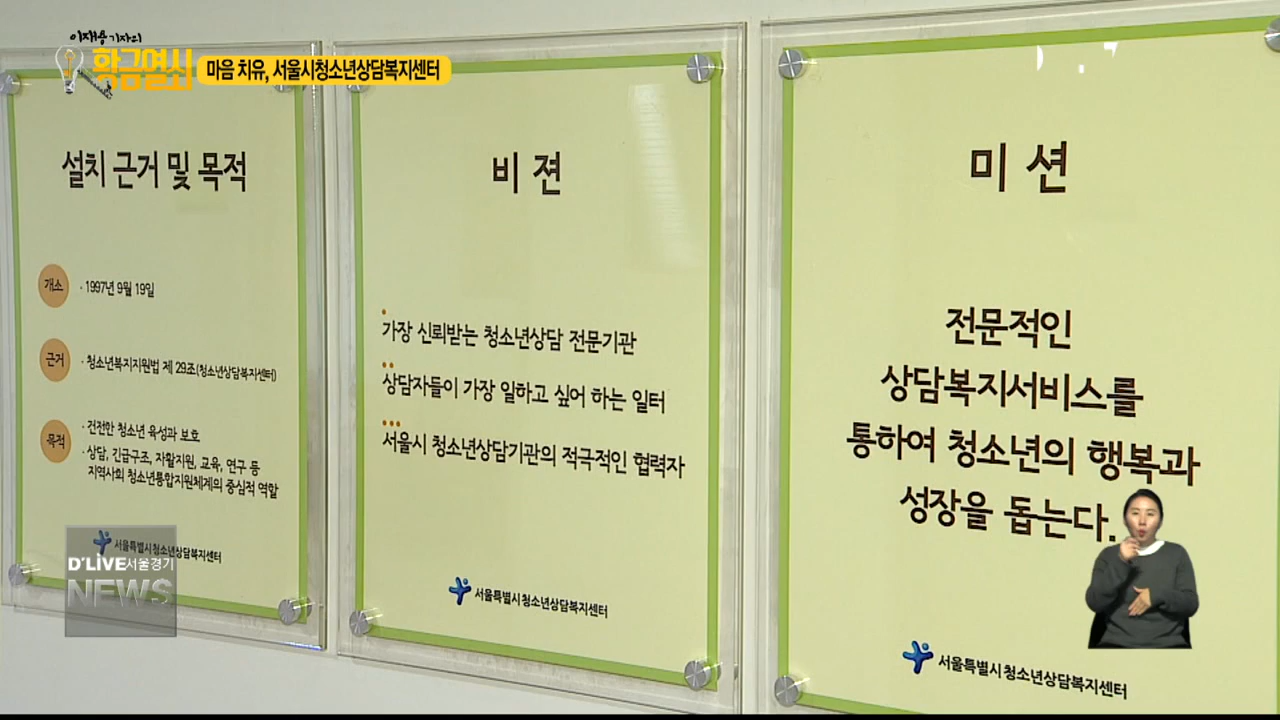 이재용 기자의
황금열쇠
마음 치유, 서울시청소년상담복지센터
설치 근거 및 목적
개소
· 1997년 9월 19일
근거
· 청소년복지지원법 제 29조(청소년상담복지센터)
목적
· 건전한 청소년 육성과 보호
· 상담, 긴급구조, 자활지원, 교육, 연구 등
지역사회 청소년통합지원체계의 중심적 역할
서울특별시청소년상담복지센터
비 젼
가장 신뢰받는 청소년상담 전문기관
상담자들이 가장 일하고 싶어 하는 일터
서울시 청소년상담기관의 적극적인 협력자
서울특별시청소년상담복지센터
미 션
전문적인
상담복지서비스를
통하여 청소년의 행복과
성장을 돕는다.
서울특별시청소년상담복지센터
D'LIVE서울경기
NEWS